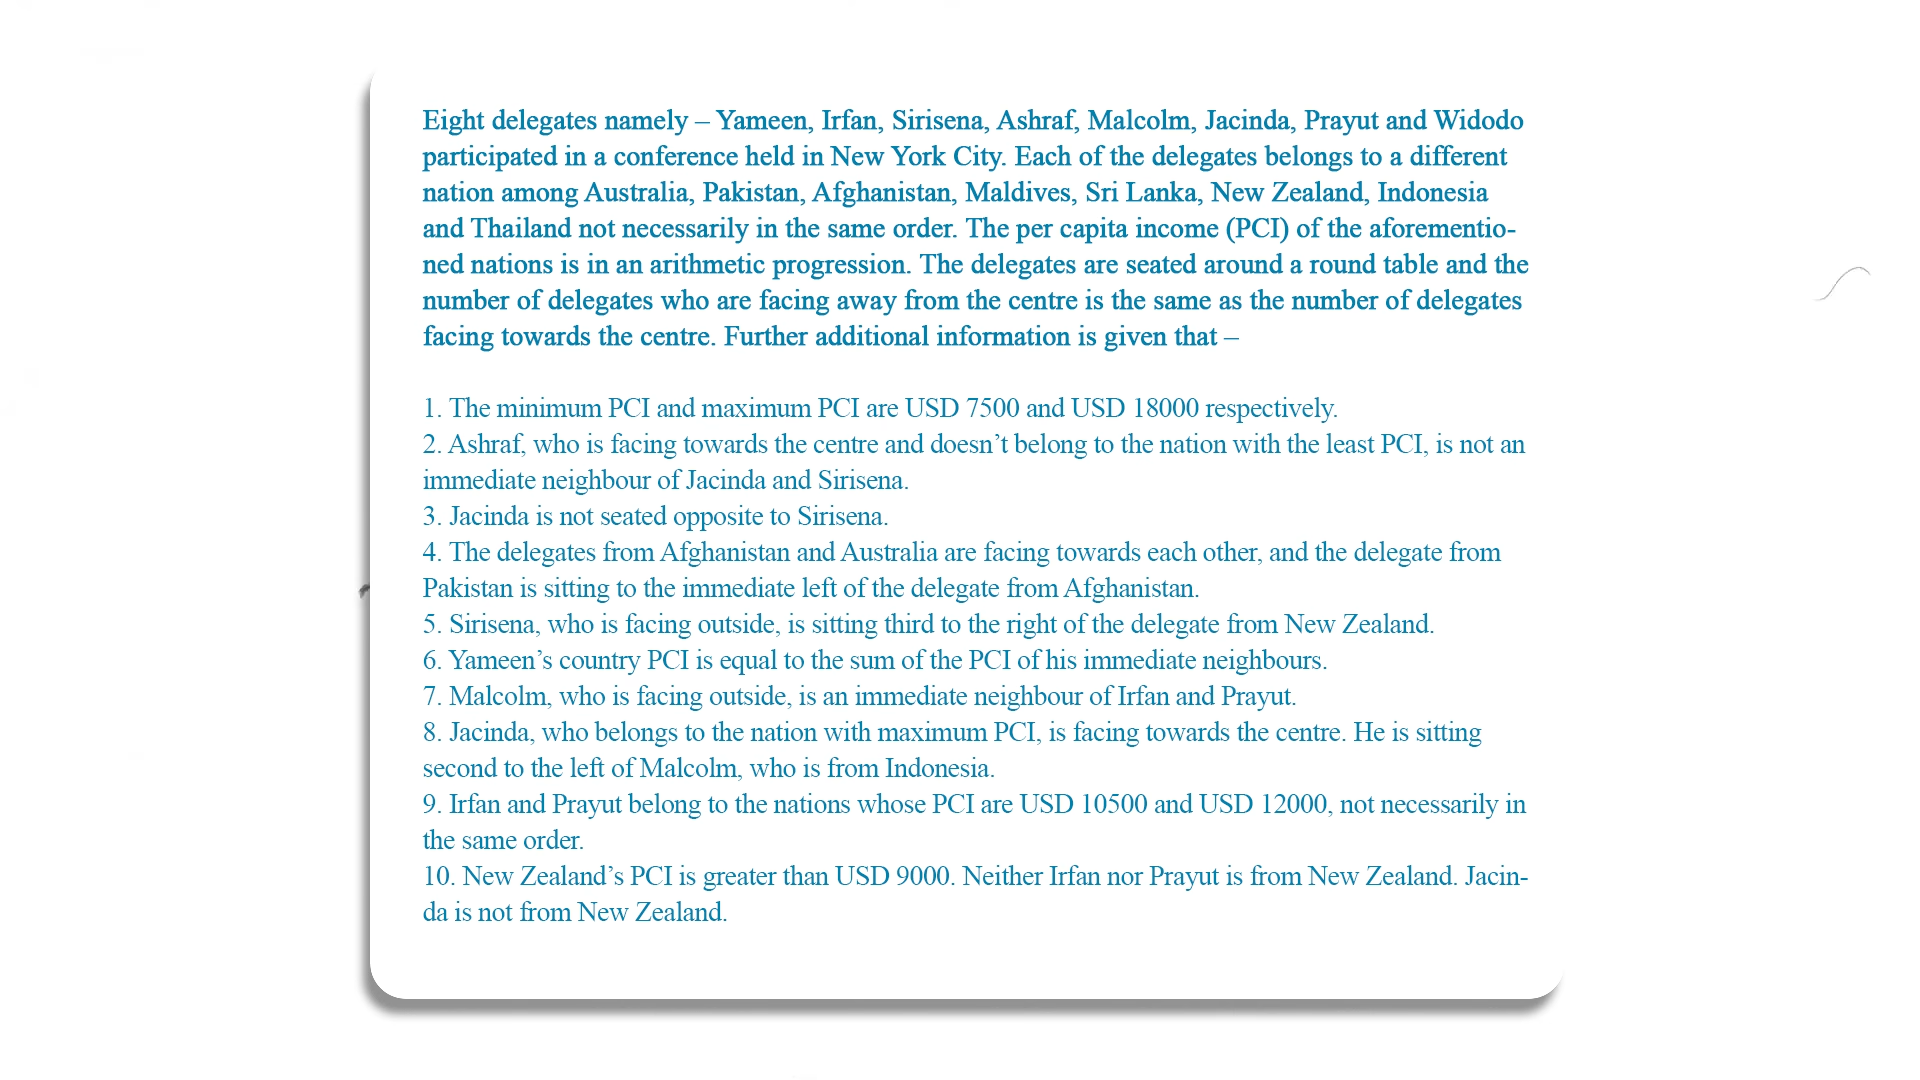 Eight delegates namely – Yameen, Irfan, Sirisena, Ashraf, Malcolm, Jacinda, Prayut and Widodo
participated in a conference held in New York City. Each of the delegates belongs to a different
nation among Australia, Pakistan, Afghanistan, Maldives, Sri Lanka, New Zealand, Indonesia
and Thailand not necessarily in the same order. The per capita income (PCI) of the aforementio-
ned nations is in an arithmetic progression. The delegates are seated around a round table and the
number of delegates who are facing away from the centre is the same as the number of delegates
facing towards the centre. Further additional information is given that –
1. The minimum PCI and maximum PCI are USD 7500 and USD 18000 respectively.
2. Ashraf, who is facing towards the centre and doesn’t belong to the nation with the least PCI, is not an
immediate neighbour of Jacinda and Sirisena.
3. Jacinda is not seated opposite to Sirisena.
4. The delegates from Afghanistan and Australia are facing towards each other, and the delegate from
Pakistan is sitting to the immediate left of the delegate from Afghanistan.
5. Sirisena, who is facing outside, is sitting third to the right of the delegate from New Zealand.
6. Yameen’s country PCI is equal to the sum of the PCI of his immediate neighbours.
7. Malcolm, who is facing outside, is an immediate neighbour of Irfan and Prayut.
8. Jacinda, who belongs to the nation with maximum PCI, is facing towards the centre. He is sitting
second to the left of Malcolm, who is from Indonesia.
9. Irfan and Prayut belong to the nations whose PCI are USD 10500 and USD 12000, not necessarily in
the same order.
10. New Zealand’s PCI is greater than USD 9000. Neither Irfan nor Prayut is from New Zealand. Jacin-
da is not from New Zealand.